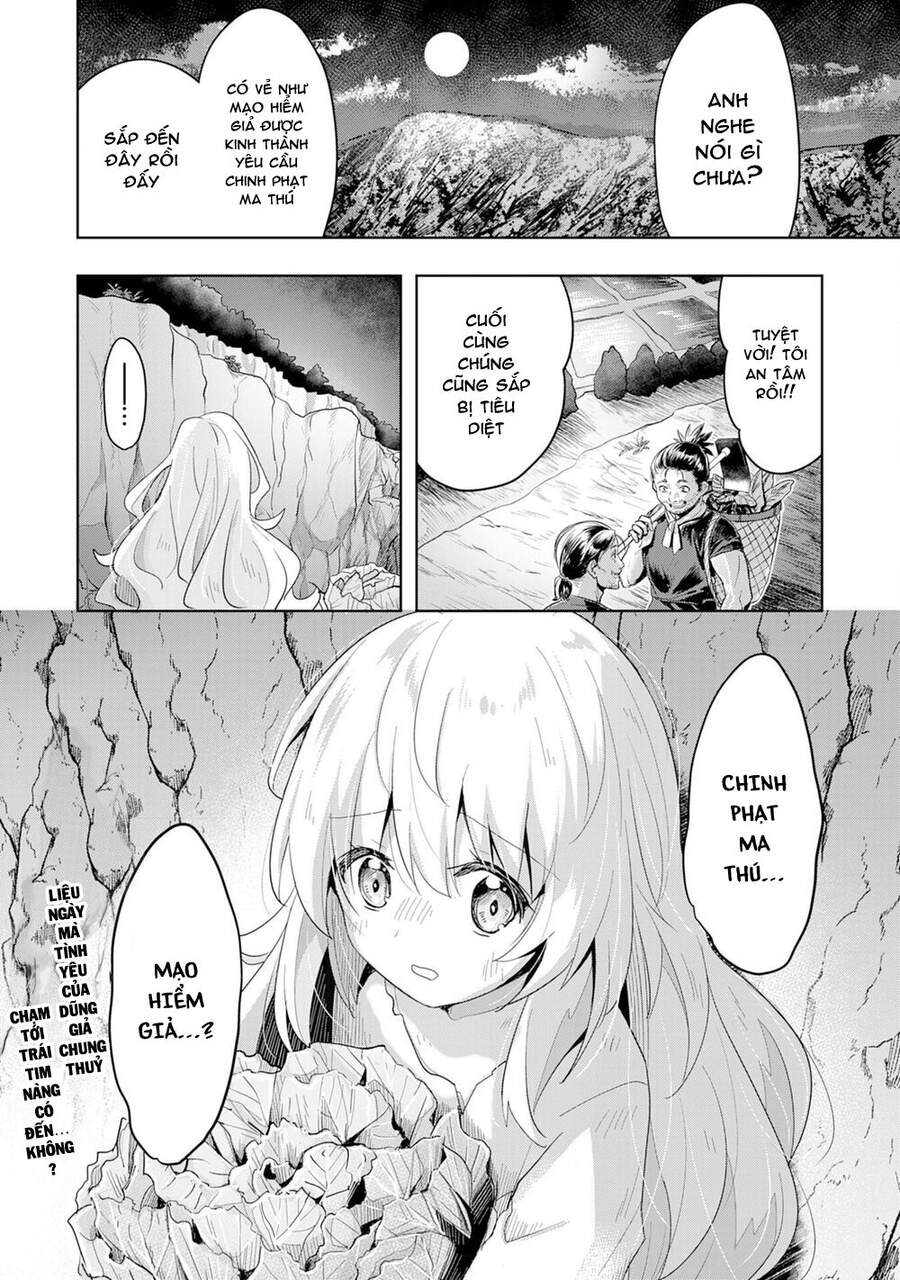 ANH
NGHE
NÓI GÌ
CHƯA?
CÓ VẺ NHƯ
MẠO HIỂM
GIẢ ĐƯỢC
KINH THÀNH
YÊU CẦU
CHINH PHẠT
MA THÚ
SẮP ĐẾN
ĐÂY RỒI
ĐẤY
TUYỆT
VỜI! TÔI
AN TÂM
RỒI!!
CUỐI
CÙNG CHÚNG
CŨNG SẮP
BỊ TIÊU
DIỆT
CHINH
PHẠT
MA
THÚ...
MẠO
HIỂM
GIẢ...?
LIỆU
NGÀY
MÀ
TÌNH
YÊU
CỦA
DŨNG
GIẢ
CHUNG
THUỶ
CHẠM
TỚI
TRÁI
TIM
NÀNG
CÓ
ĐẾN...
KHÔNG
?